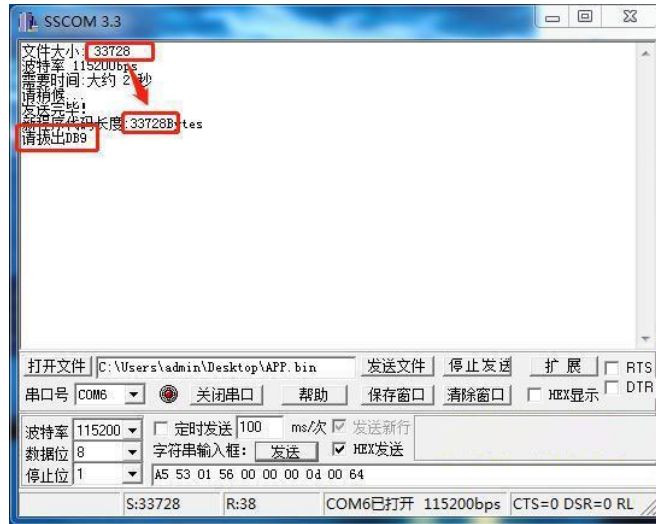 SSCOM 3.3
文件大小: 33728
波特率 115200bps
需要时间:大约 2 秒
请稍候...
发送完毕!
新程序代码长度:33728Bytes
请拔出DB9
打开文件 C:\Users\admin\Desktop\APP.bin 发送文件 停止发送 扩 展 RTS
串口号 COM6 关闭串口 帮助 保存窗口 清除窗口 HEX显示 DTR
波特率 115200 定时发送 100 ms/次 发送新行
数据位 8 字符串输入框: 发送 HEX发送
停止位 1 A5 53 01 56 00 00 00 0d 00 64
S:33728 R:38 COM6已打开 115200bps CTS=0 DSR=0 RL